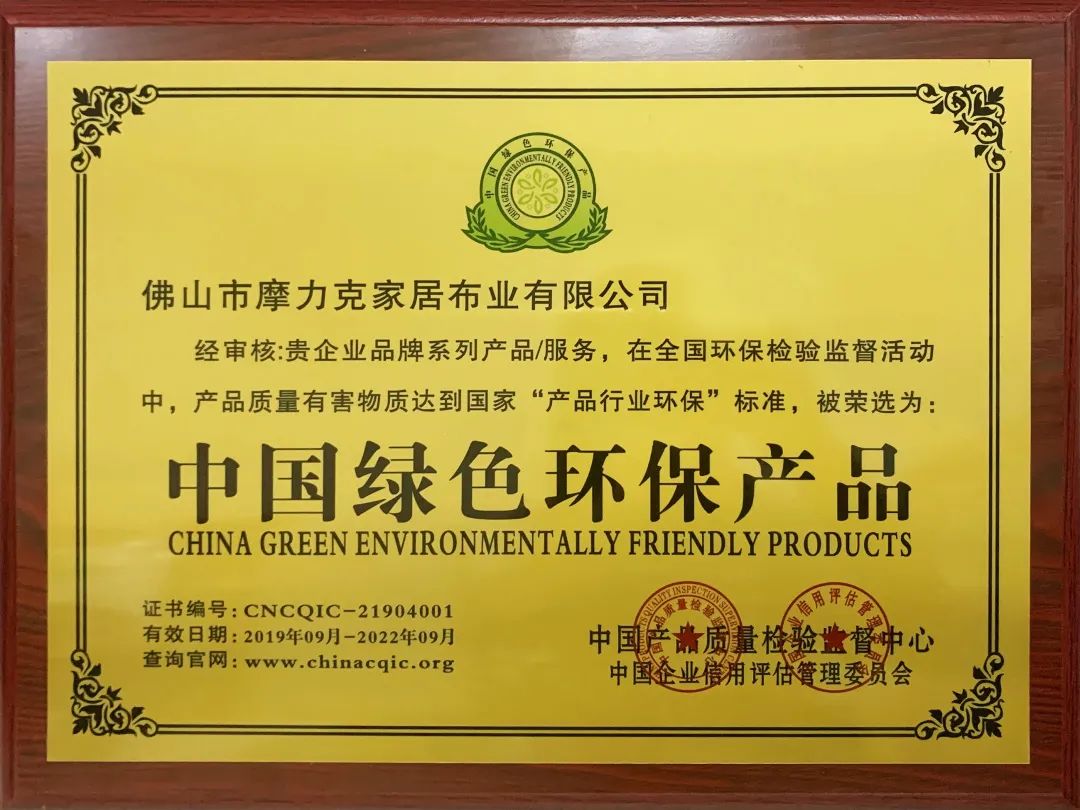 中国绿色环保产品
CHINA GREEN ENVIRONMENTALLY FRIENDLY PRODUCTS
佛山市摩力克家居布业有限公司
经审核:贵企业品牌系列产品/服务，在全国环保检验监督活动
中，产品质量有害物质达到国家“产品行业环保”标准，被荣选为：
中国绿色环保产品
CHINA GREEN ENVIRONMENTALLY FRIENDLY PRODUCTS
证书编号：CNCQIC-21904001
有效日期：2019年09月-2022年09月
查询官网：www.chinacqic.org
中国产品质量检验监督中心
中国企业信用评估管理委员会